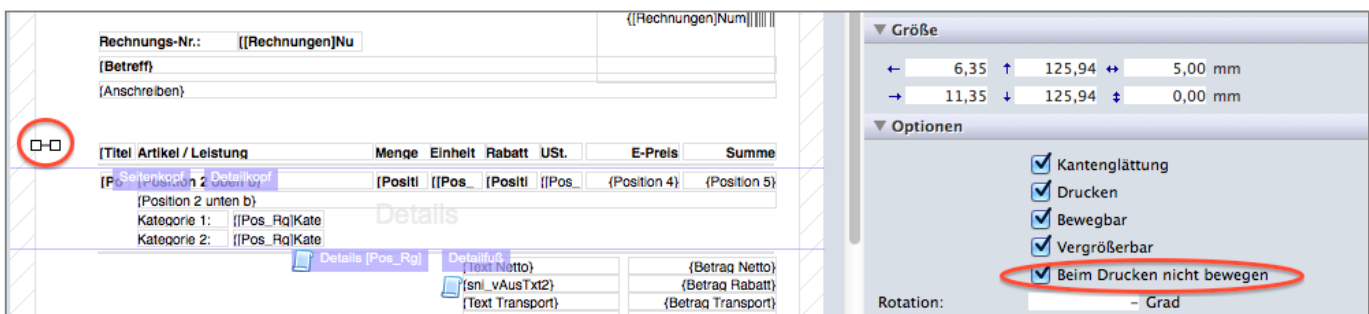 {[Rechnungen]Num
Rechnungs-Nr.: {[Rechnungen]Nu
{Betreff}
{Anschreiben}
{Titel Artikel / Leistung Menge Einheit Rabatt USt. E-Preis Summe
Seitenkopf Detailkopf
{Po {Position 2 oben b} {Positi {[Pos_ {Positi {[Pos_ {Position 4} {Position 5}
{Position 2 unten b}
Details
Kategorie 1: {[Pos_Rg]Kate
Kategorie 2: {[Pos_Rg]Kate
Details [Pos_Rg] Detailfuß
{Text Netto} {Betrag Netto}
{sni_vAusTxt2} {Betrag Rabatt}
{Text Transport} {Betrag Transport}
Größe
6,35 125,94 5,00 mm
11,35 125,94 0,00 mm
Optionen
Kantenglättung
Drucken
Bewegbar
Vergrößerbar
Beim Drucken nicht bewegen
Rotation: – Grad